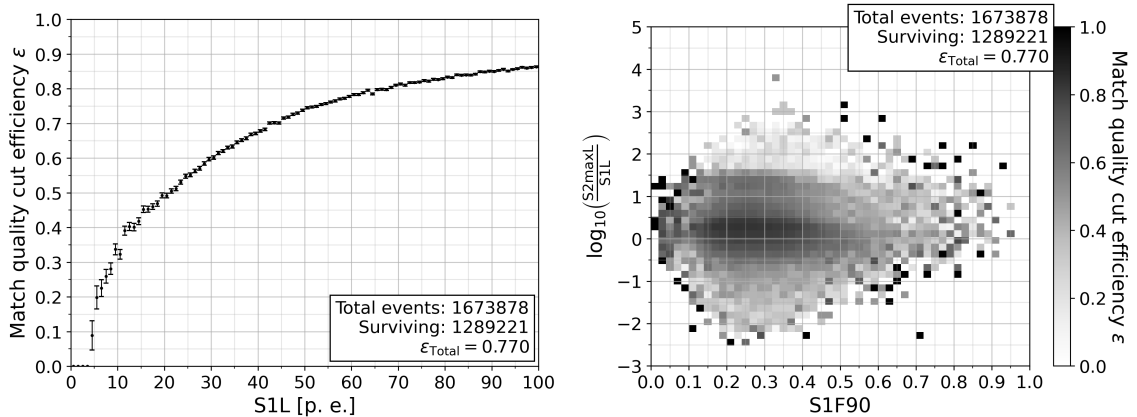 Total events: 1673878
Surviving: 1289221
ε_Total = 0.770
Match quality cut efficiency ε
1.0
0.9
0.8
0.7
0.6
0.5
0.4
0.3
0.2
0.1
0.0
0 10 20 30 40 50 60 70 80 90 100
S1L [p. e.]
Total events: 1673878
Surviving: 1289221
ε_Total = 0.770
log10(S2maxL/S1L)
5
4
3
2
1
0
−1
−2
−3
0.0 0.1 0.2 0.3 0.4 0.5 0.6 0.7 0.8 0.9 1.0
S1F90
1.0
0.8
0.6
0.4
0.2
0.0
Match quality cut efficiency ε